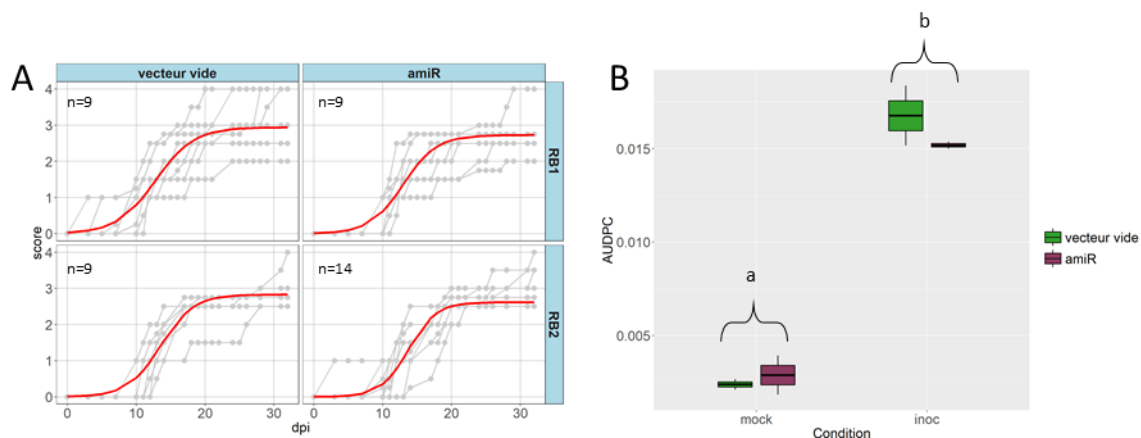 A
vecteur vide
amiR
n=9
n=9
RB1
n=9
n=14
RB2
score
4
3
2
1
0
4
3
2
1
0
0
10
20
30
0
10
20
30
dpi
B
b
a
AUDPC
0.015
0.010
0.005
mock
inoc
Condition
vecteur vide
amiR